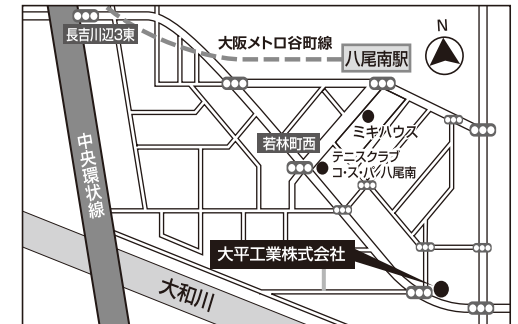 長吉川辺3東
大阪メトロ谷町線
八尾南駅
N
ミキハウス
中央環状線
若林町西
テニスクラブ
コ・ス・パ八尾南
大平工業株式会社
大和川